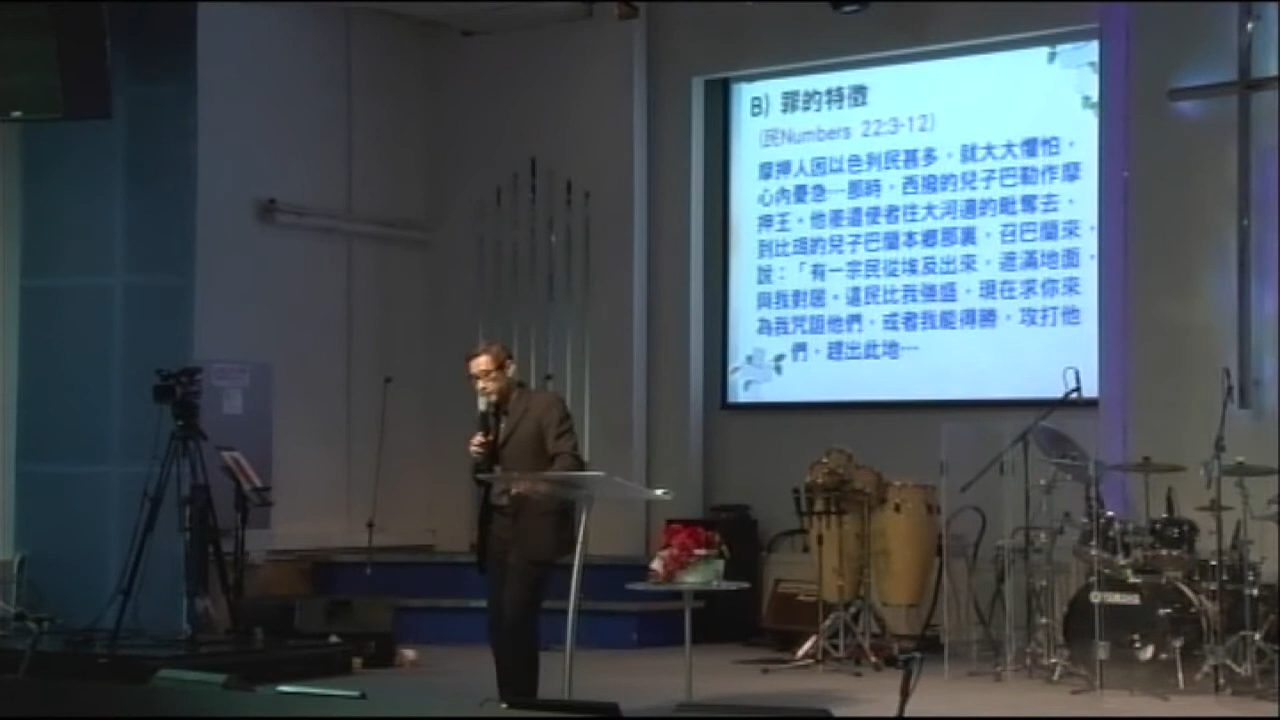 B) 罪的特徵
(民Numbers 22:3-12)
摩押人因以色列民甚多，就大大懼怕，
心內憂急…那時，西撥的兒子巴勒作摩
押王。他差遣使者往大河邊的毗奪去，
到比珥的兒子巴蘭本鄉那裏，召巴蘭來，
說：「有一宗民從埃及出來，遮滿地面，
與我對居。這民比我強盛，現在求你來
為我咒詛他們，或者我能得勝，攻打他
們，趕出此地…
YAMAHA